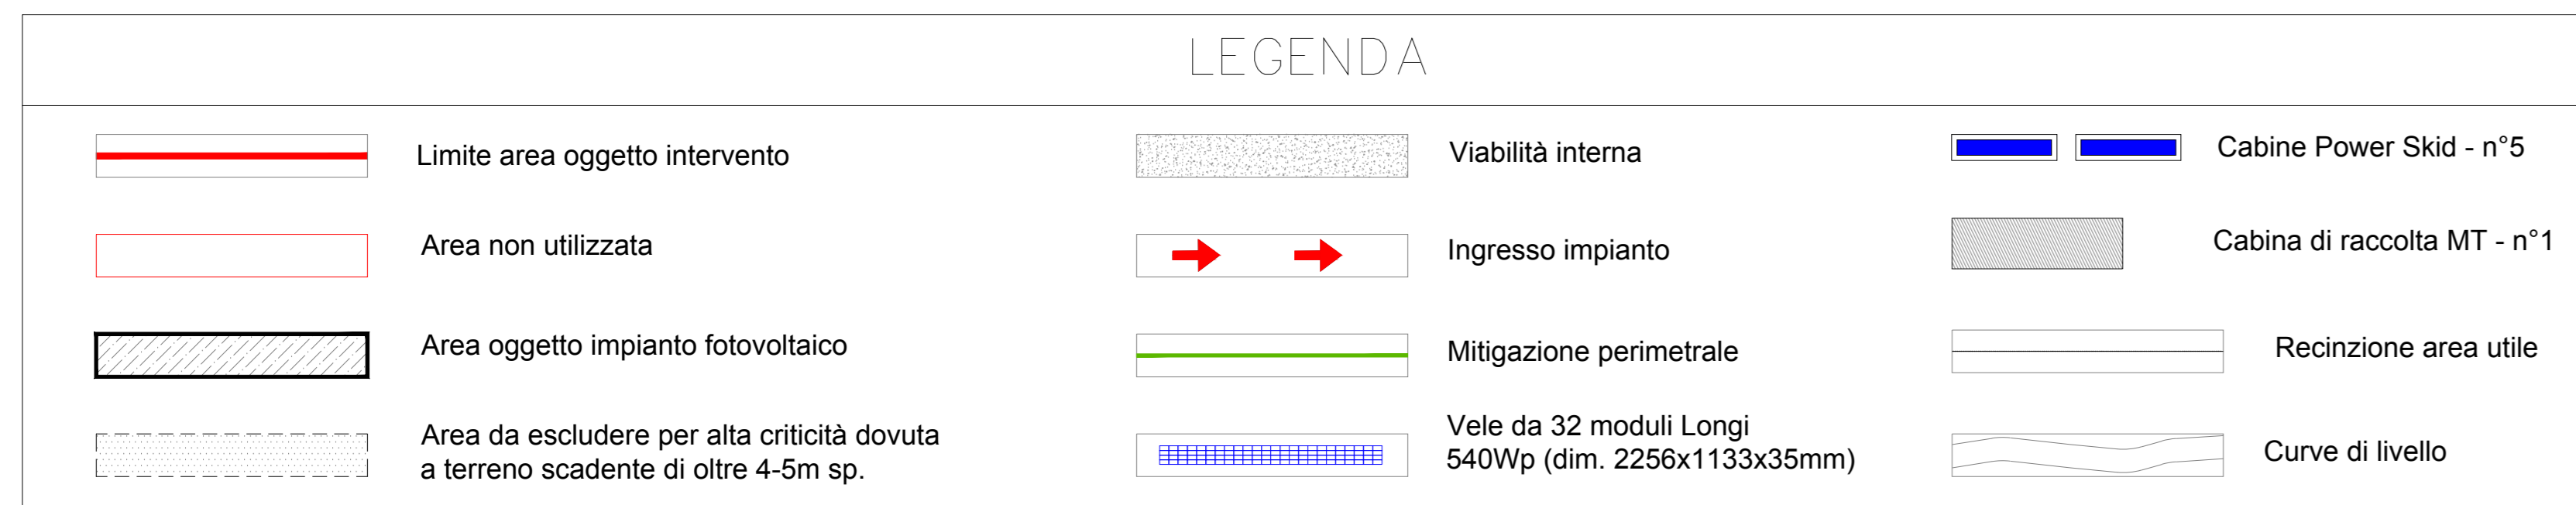 LEGENDA
Limite area oggetto intervento
Area non utilizzata
Area oggetto impianto fotovoltaico
Area da escludere per alta criticità dovuta
a terreno scadente di oltre 4-5m sp.
Viabilità interna
Ingresso impianto
Mitigazione perimetrale
Vele da 32 moduli Longi
540Wp (dim. 2256x1133x35mm)
Cabine Power Skid - n°5
Cabina di raccolta MT - n°1
Recinzione area utile
Curve di livello